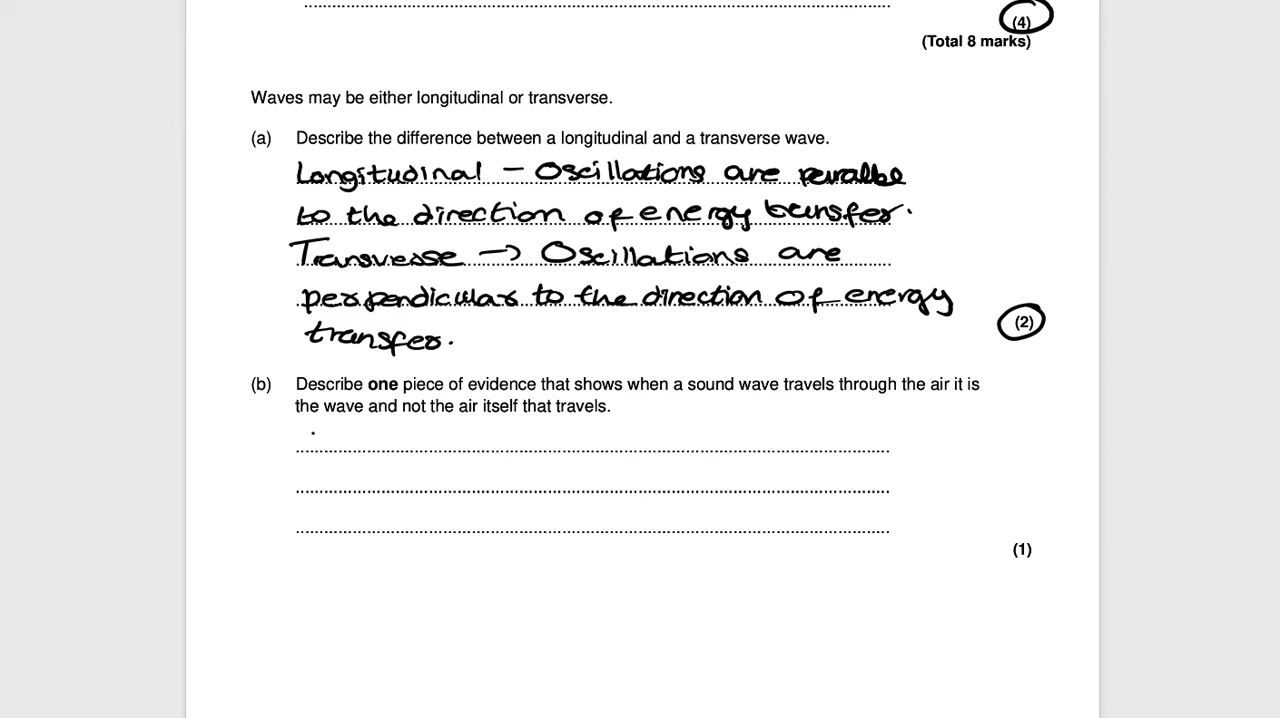 (4)
(Total 8 marks)
Waves may be either longitudinal or transverse.
(a) Describe the difference between a longitudinal and a transverse wave.
Longitudinal – Oscillations are parallel
to the direction of energy transfer.
Transverse → Oscillations are
perpendicular to the direction of energy
transfer.
(2)
(b) Describe one piece of evidence that shows when a sound wave travels through the air it is
the wave and not the air itself that travels.
(1)